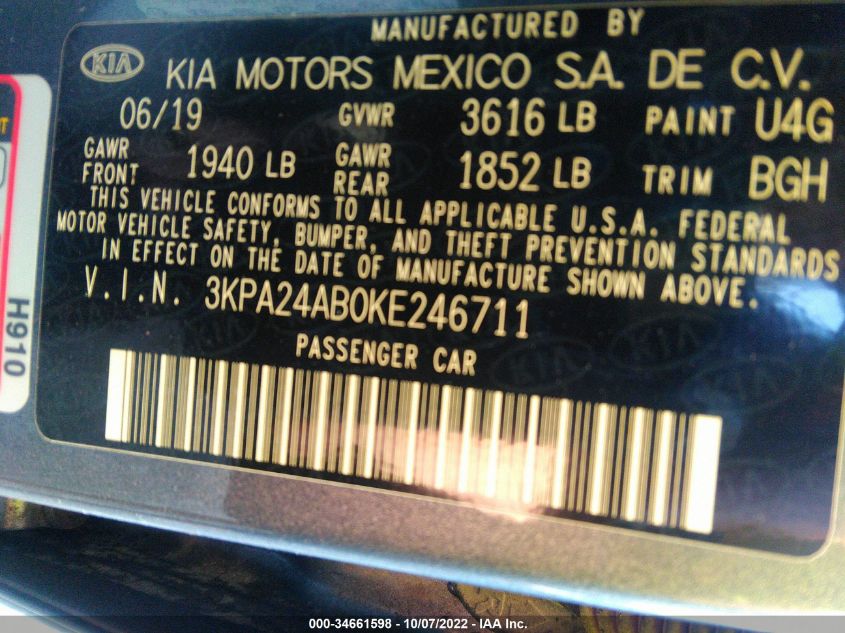 MANUFACTURED BY
KIA KIA MOTORS MEXICO S.A. DE C.V.
06/19 GVWR 3616 LB PAINT U4G
GAWR FRONT 1940 LB GAWR REAR 1852 LB TRIM BGH
THIS VEHICLE CONFORMS TO ALL APPLICABLE U.S.A. FEDERAL
MOTOR VEHICLE SAFETY, BUMPER, AND THEFT PREVENTION STANDARDS
IN EFFECT ON THE DATE OF MANUFACTURE SHOWN ABOVE.
V.I.N. 3KPA24AB0KE246711
PASSENGER CAR
H910
000-34661598 - 10/07/2022 - IAA Inc.